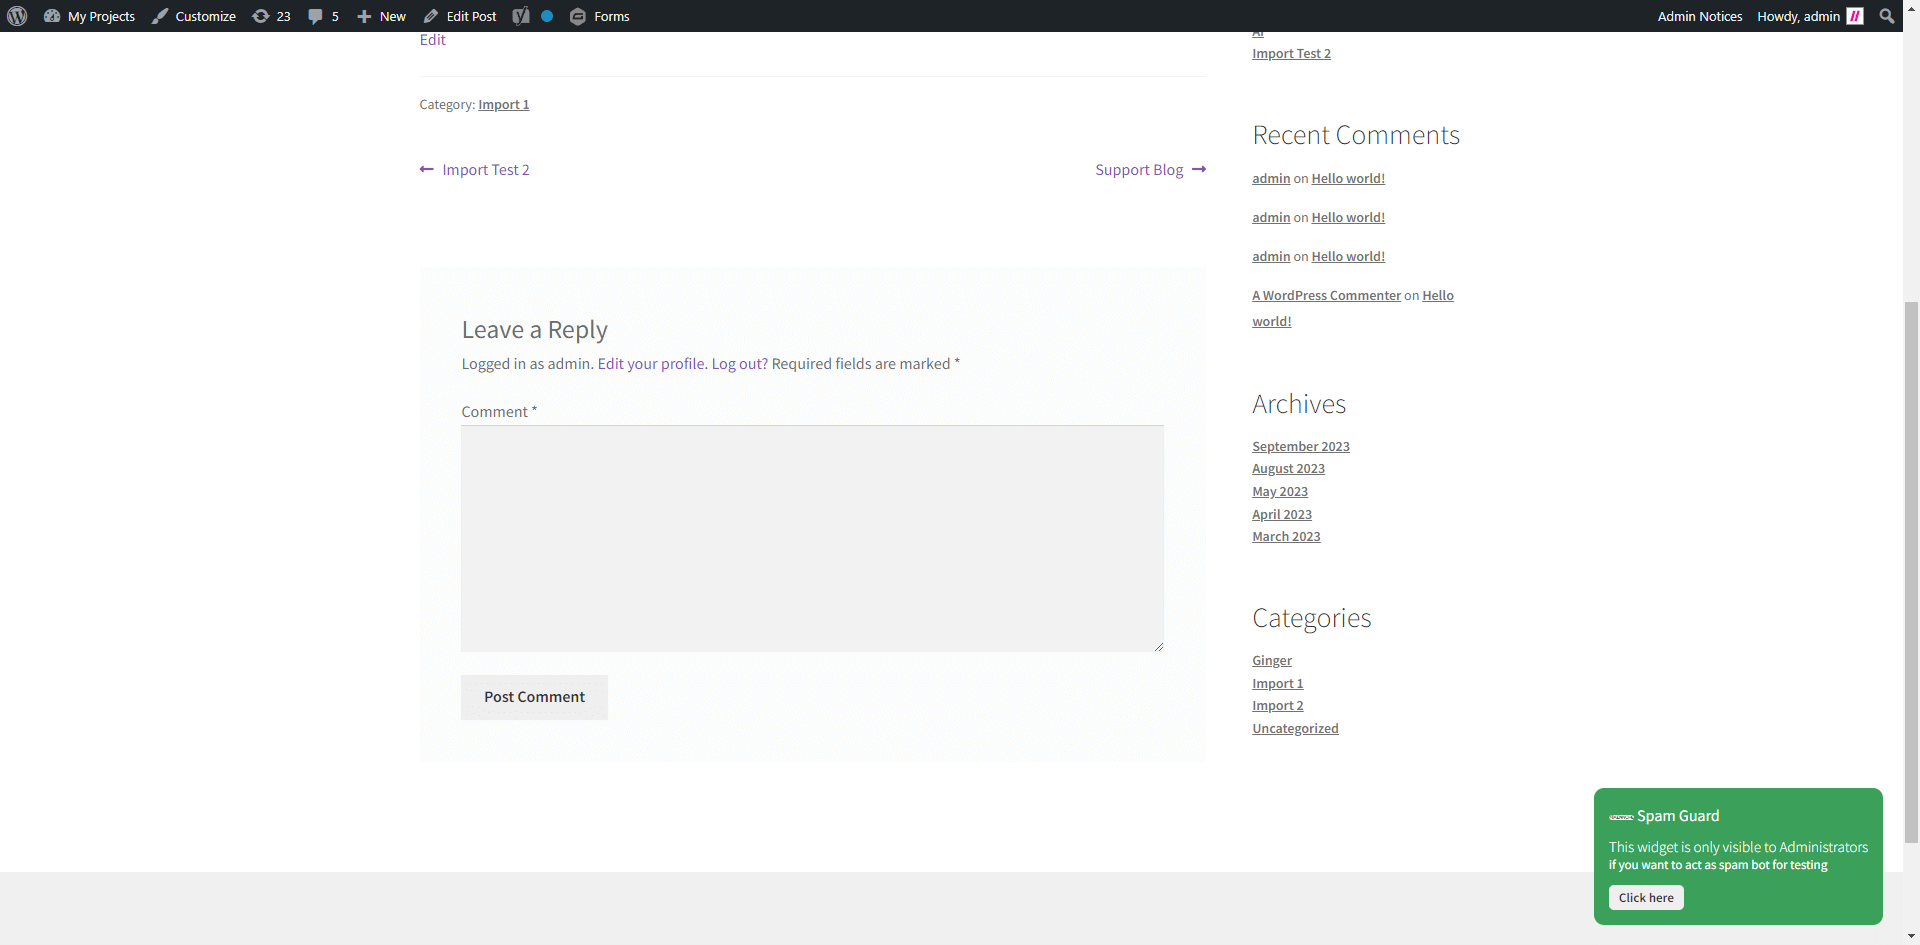 My Projects Customize 23 5 New Edit Post Forms Admin Notices Howdy, admin
Edit
Category: Import 1
Import Test 2 Support Blog
Leave a Reply
Logged in as admin. Edit your profile. Log out? Required fields are marked *
Comment *
Post Comment
AI
Import Test 2
Recent Comments
admin on Hello world!
admin on Hello world!
admin on Hello world!
A WordPress Commenter on Hello
world!
Archives
September 2023
August 2023
May 2023
April 2023
March 2023
Categories
Ginger
Import 1
Import 2
Uncategorized
Spam Guard
This widget is only visible to Administrators
if you want to act as spam bot for testing
Click here